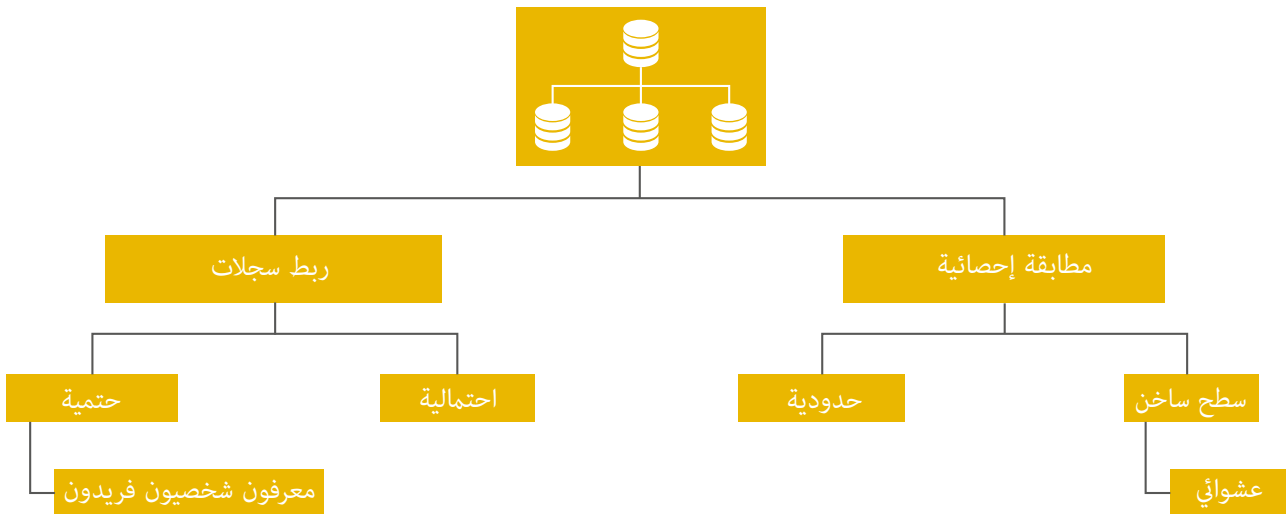 مطابقة إحصائية
ربط سجلات
سطح ساخن
حدودية
احتمالية
حتمية
عشوائي
معرفون شخصيون فريدون